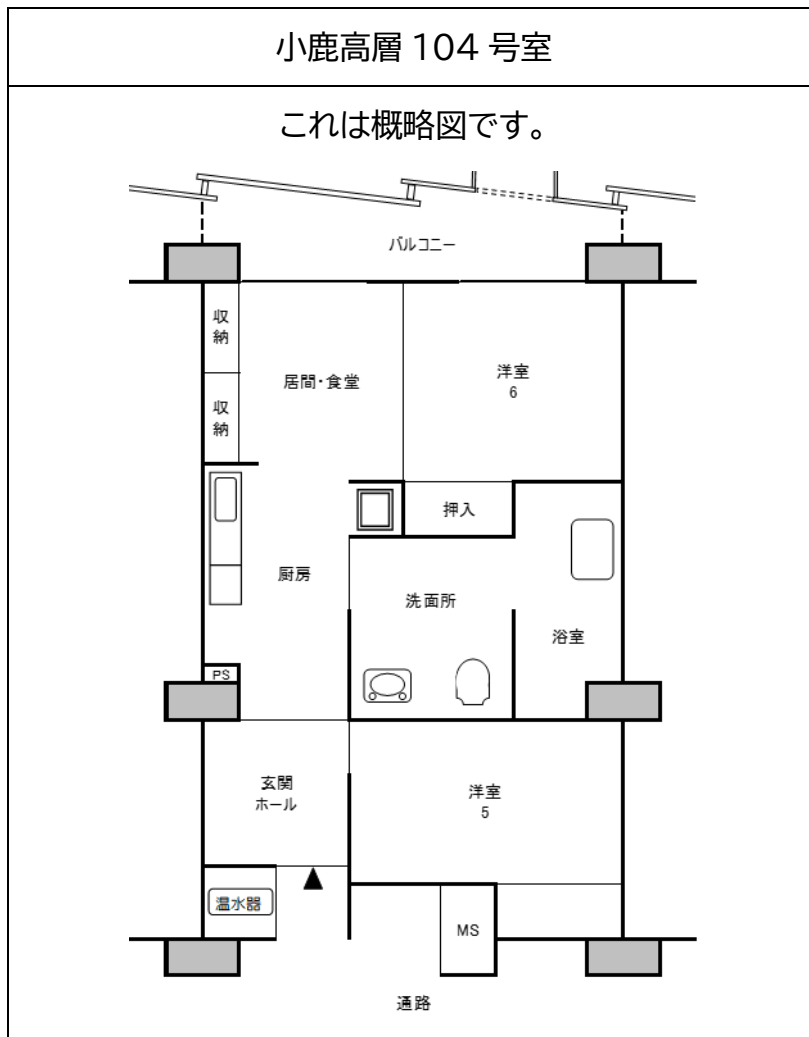 小鹿高層 104 号室
これは概略図です。
バルコニー
収
納
居間・食堂
洋室
6
収
納
押入
厨房
洗面所
浴室
PS
玄関
ホール
洋室
5
温水器
MS
通路